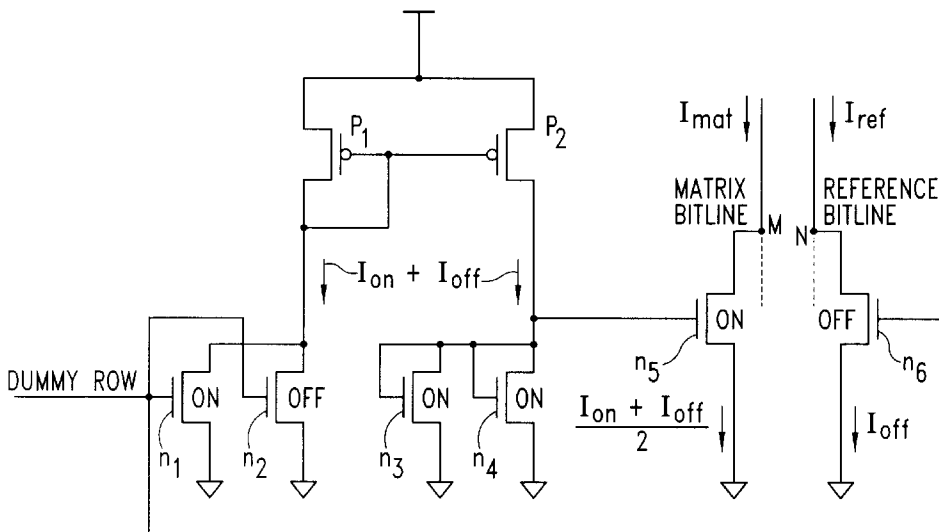 P1
P2
Imat
Iref
MATRIX BITLINE
REFERENCE BITLINE
M
N
Ion + Ioff
DUMMY ROW
ON
OFF
ON
ON
ON
OFF
n1
n2
n3
n4
n5
n6
Ion + Ioff
2
Ioff